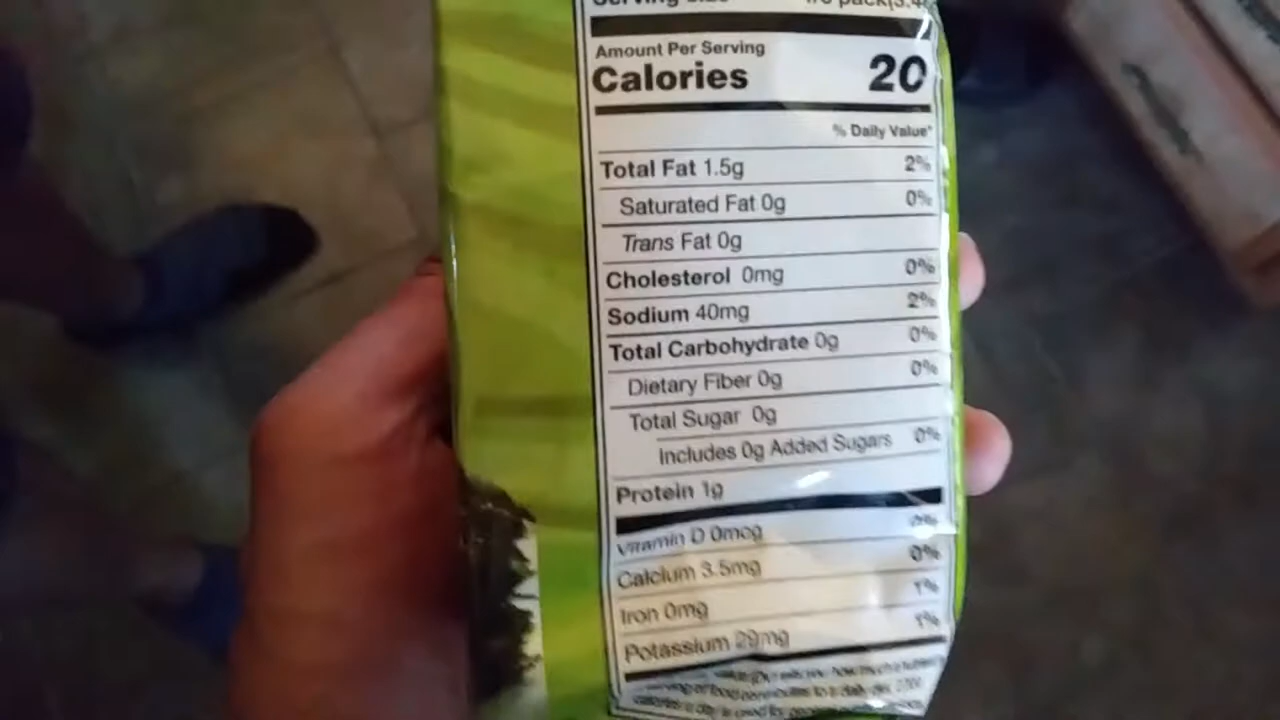 Serving Size
Amount Per Serving
Calories 20
% Daily Value*
Total Fat 1.5g 2%
Saturated Fat 0g 0%
Trans Fat 0g
Cholesterol 0mg 0%
Sodium 40mg 2%
Total Carbohydrate 0g 0%
Dietary Fiber 0g 0%
Total Sugar 0g
Includes 0g Added Sugars 0%
Protein 1g
Vitamin D 0mcg 0%
Calcium 3.5mg 0%
Iron 0mg 1%
Potassium 29mg 1%